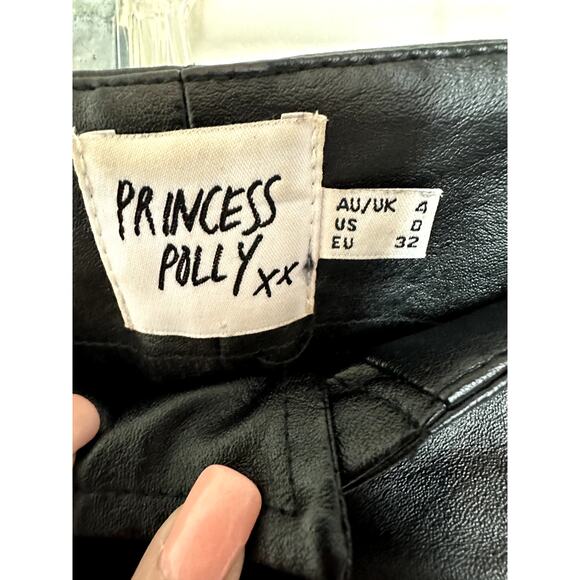 PRINCESS
POLLY xx
AU/UK 4
US 0
EU 32